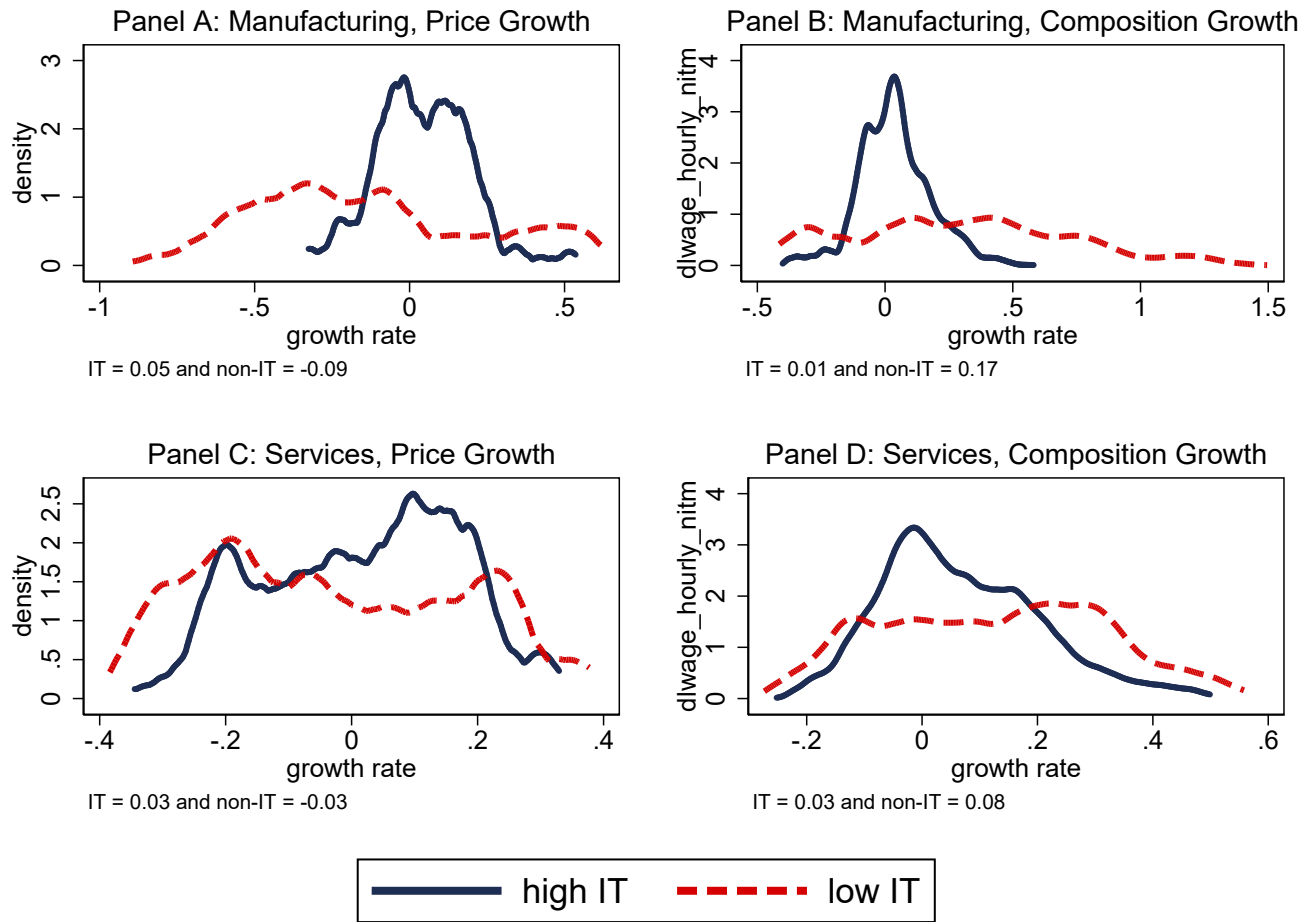 Panel A: Manufacturing, Price Growth
density
0 1 2 3
-1 -.5 0 .5
growth rate
IT = 0.05 and non-IT = -0.09
Panel B: Manufacturing, Composition Growth
dlwage_hourly_nitm
0 1 2 3 4
-.5 0 .5 1 1.5
growth rate
IT = 0.01 and non-IT = 0.17
Panel C: Services, Price Growth
density
0 .5 1 1.5 2 2.5
-.4 -.2 0 .2 .4
growth rate
IT = 0.03 and non-IT = -0.03
Panel D: Services, Composition Growth
dlwage_hourly_nitm
0 1 2 3 4
-.2 0 .2 .4 .6
growth rate
IT = 0.03 and non-IT = 0.08
high IT low IT